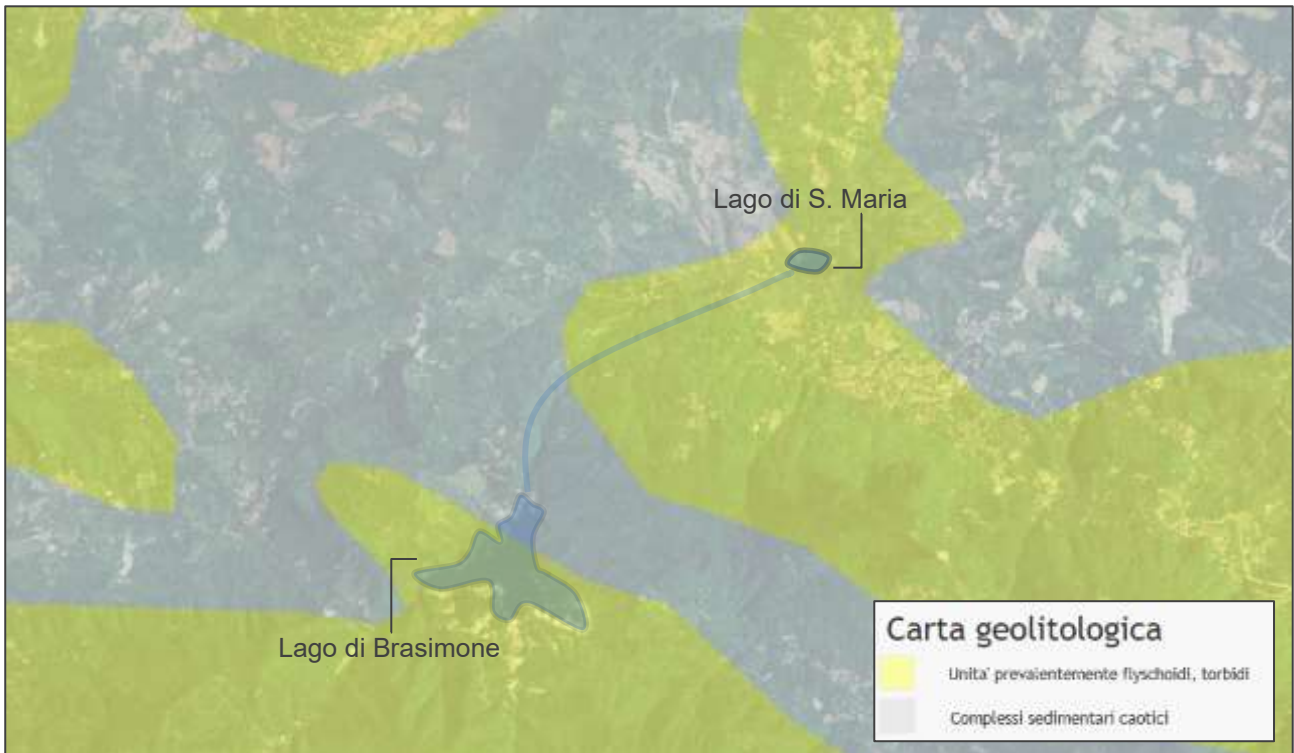 Lago di S. Maria
Lago di Brasimone
Carta geolitologica
Unita' prevalentemente flyschoidi, torbidi
Complessi sedimentari caotici